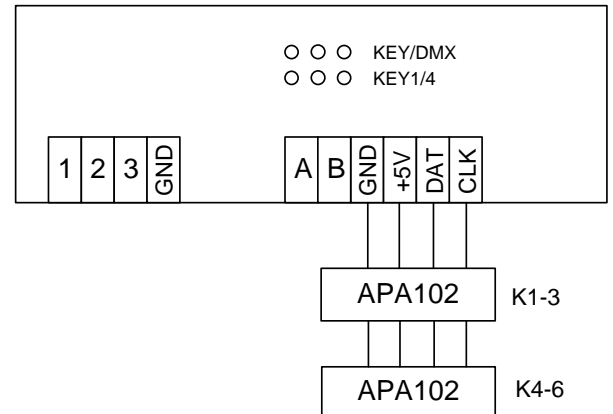 KEY/DMX
KEY1/4
1 2 3 GND A B GND +5V DAT CLK
APA102 K1-3
APA102 K4-6